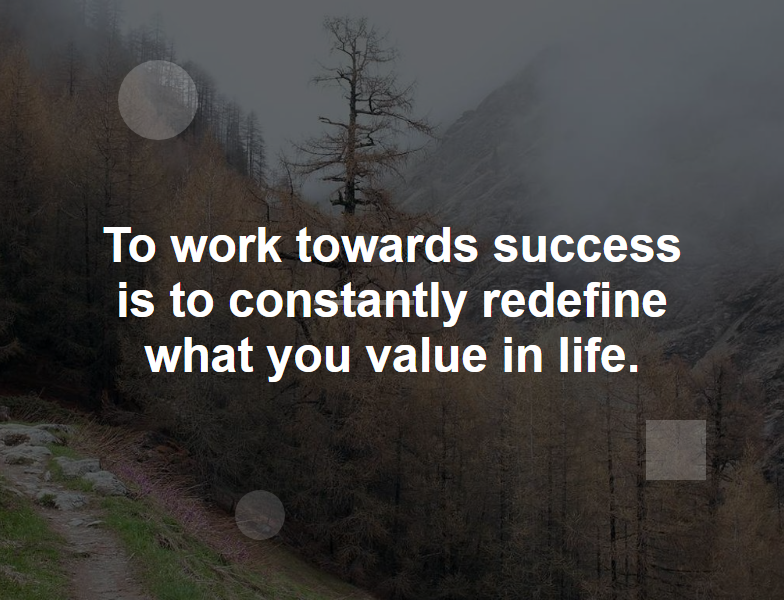 To work towards success
is to constantly redefine
what you value in life.